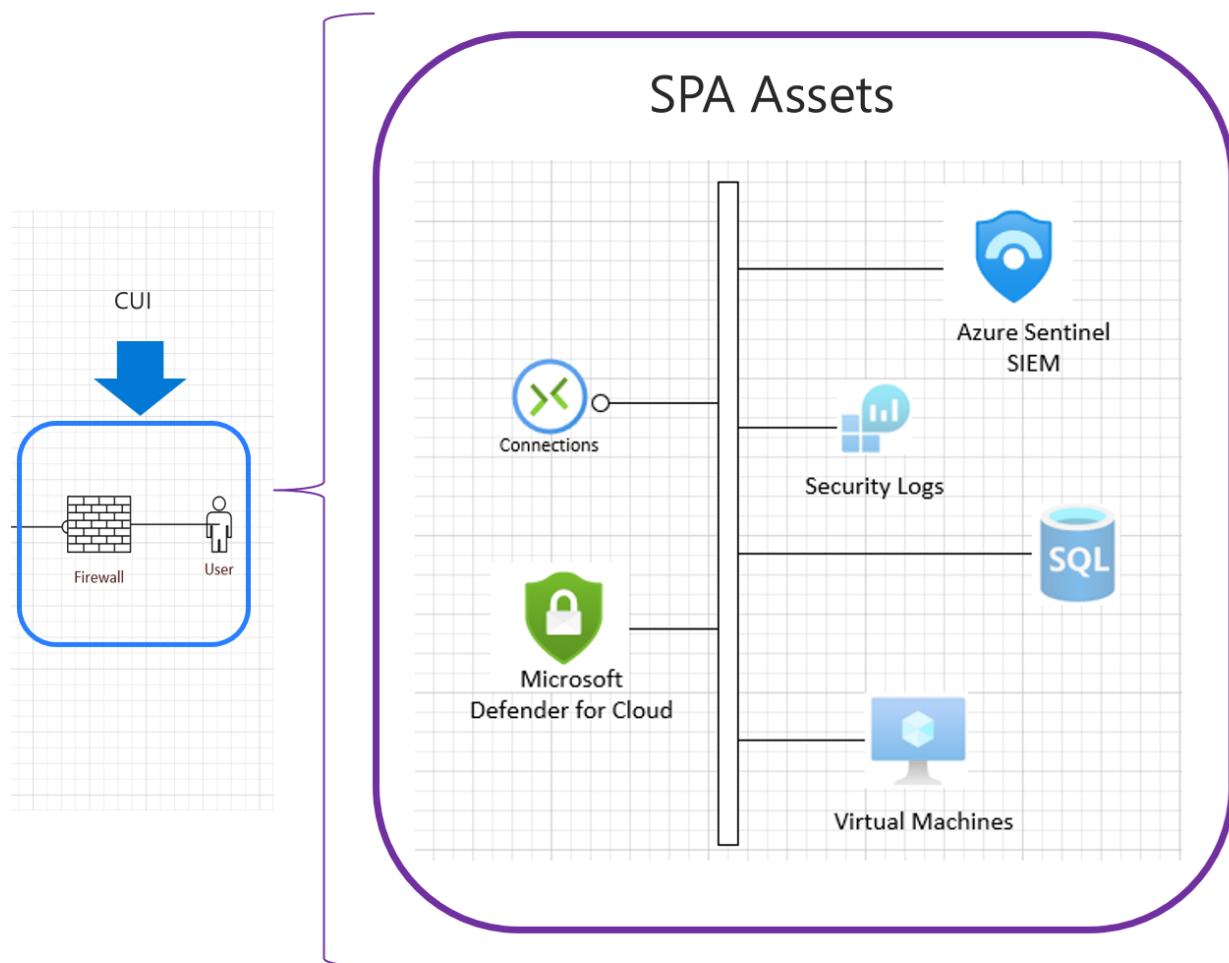 SPA Assets
CUI
Azure Sentinel
SIEM
Connections
Security Logs
SQL
Firewall
User
Microsoft
Defender for Cloud
Virtual Machines